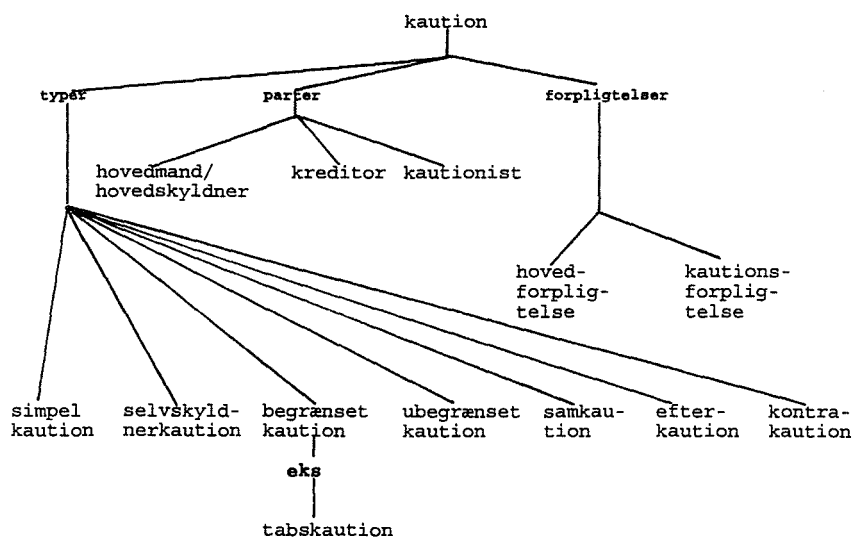 kaution
typer
parter
forpligtelser
hovedmand/
hovedskyldner
kreditor
kautionist
hoved-
forplig-
telse
kautions-
forplig-
telse
simpel
kaution
selvskyld-
nerkaution
begrænset
kaution
ubegrænset
kaution
samkau-
tion
efter-
kaution
kontra-
kaution
eks
tabskaution